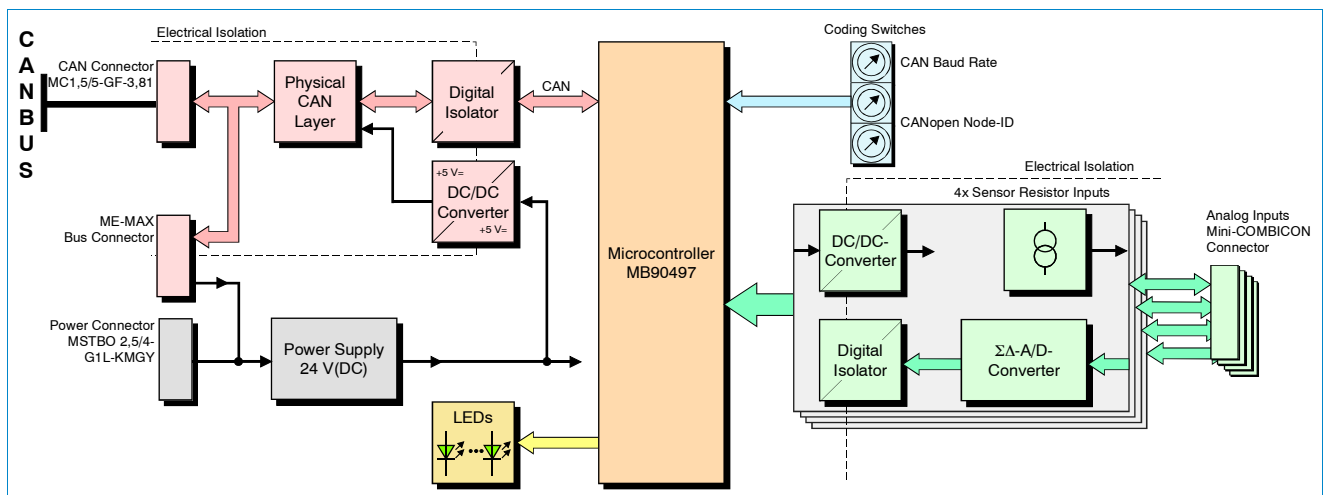 C
A
N
B
U
S
Electrical Isolation
CAN Connector
MC1,5/5-GF-3,81
Physical
CAN
Layer
Digital
Isolator
CAN
+5 V=
DC/DC
Converter
+5 V=
ME-MAX
Bus Connector
Power Connector
MSTBO 2,5/4-
G1L-KMGY
Power Supply
24 V(DC)
LEDs
Microcontroller
MB90497
Coding Switches
CAN Baud Rate
CANopen Node-ID
Electrical Isolation
4x Sensor Resistor Inputs
DC/DC-
Converter
Digital
Isolator
ΣΔ-A/D-
Converter
Analog Inputs
Mini-COMBICON
Connector